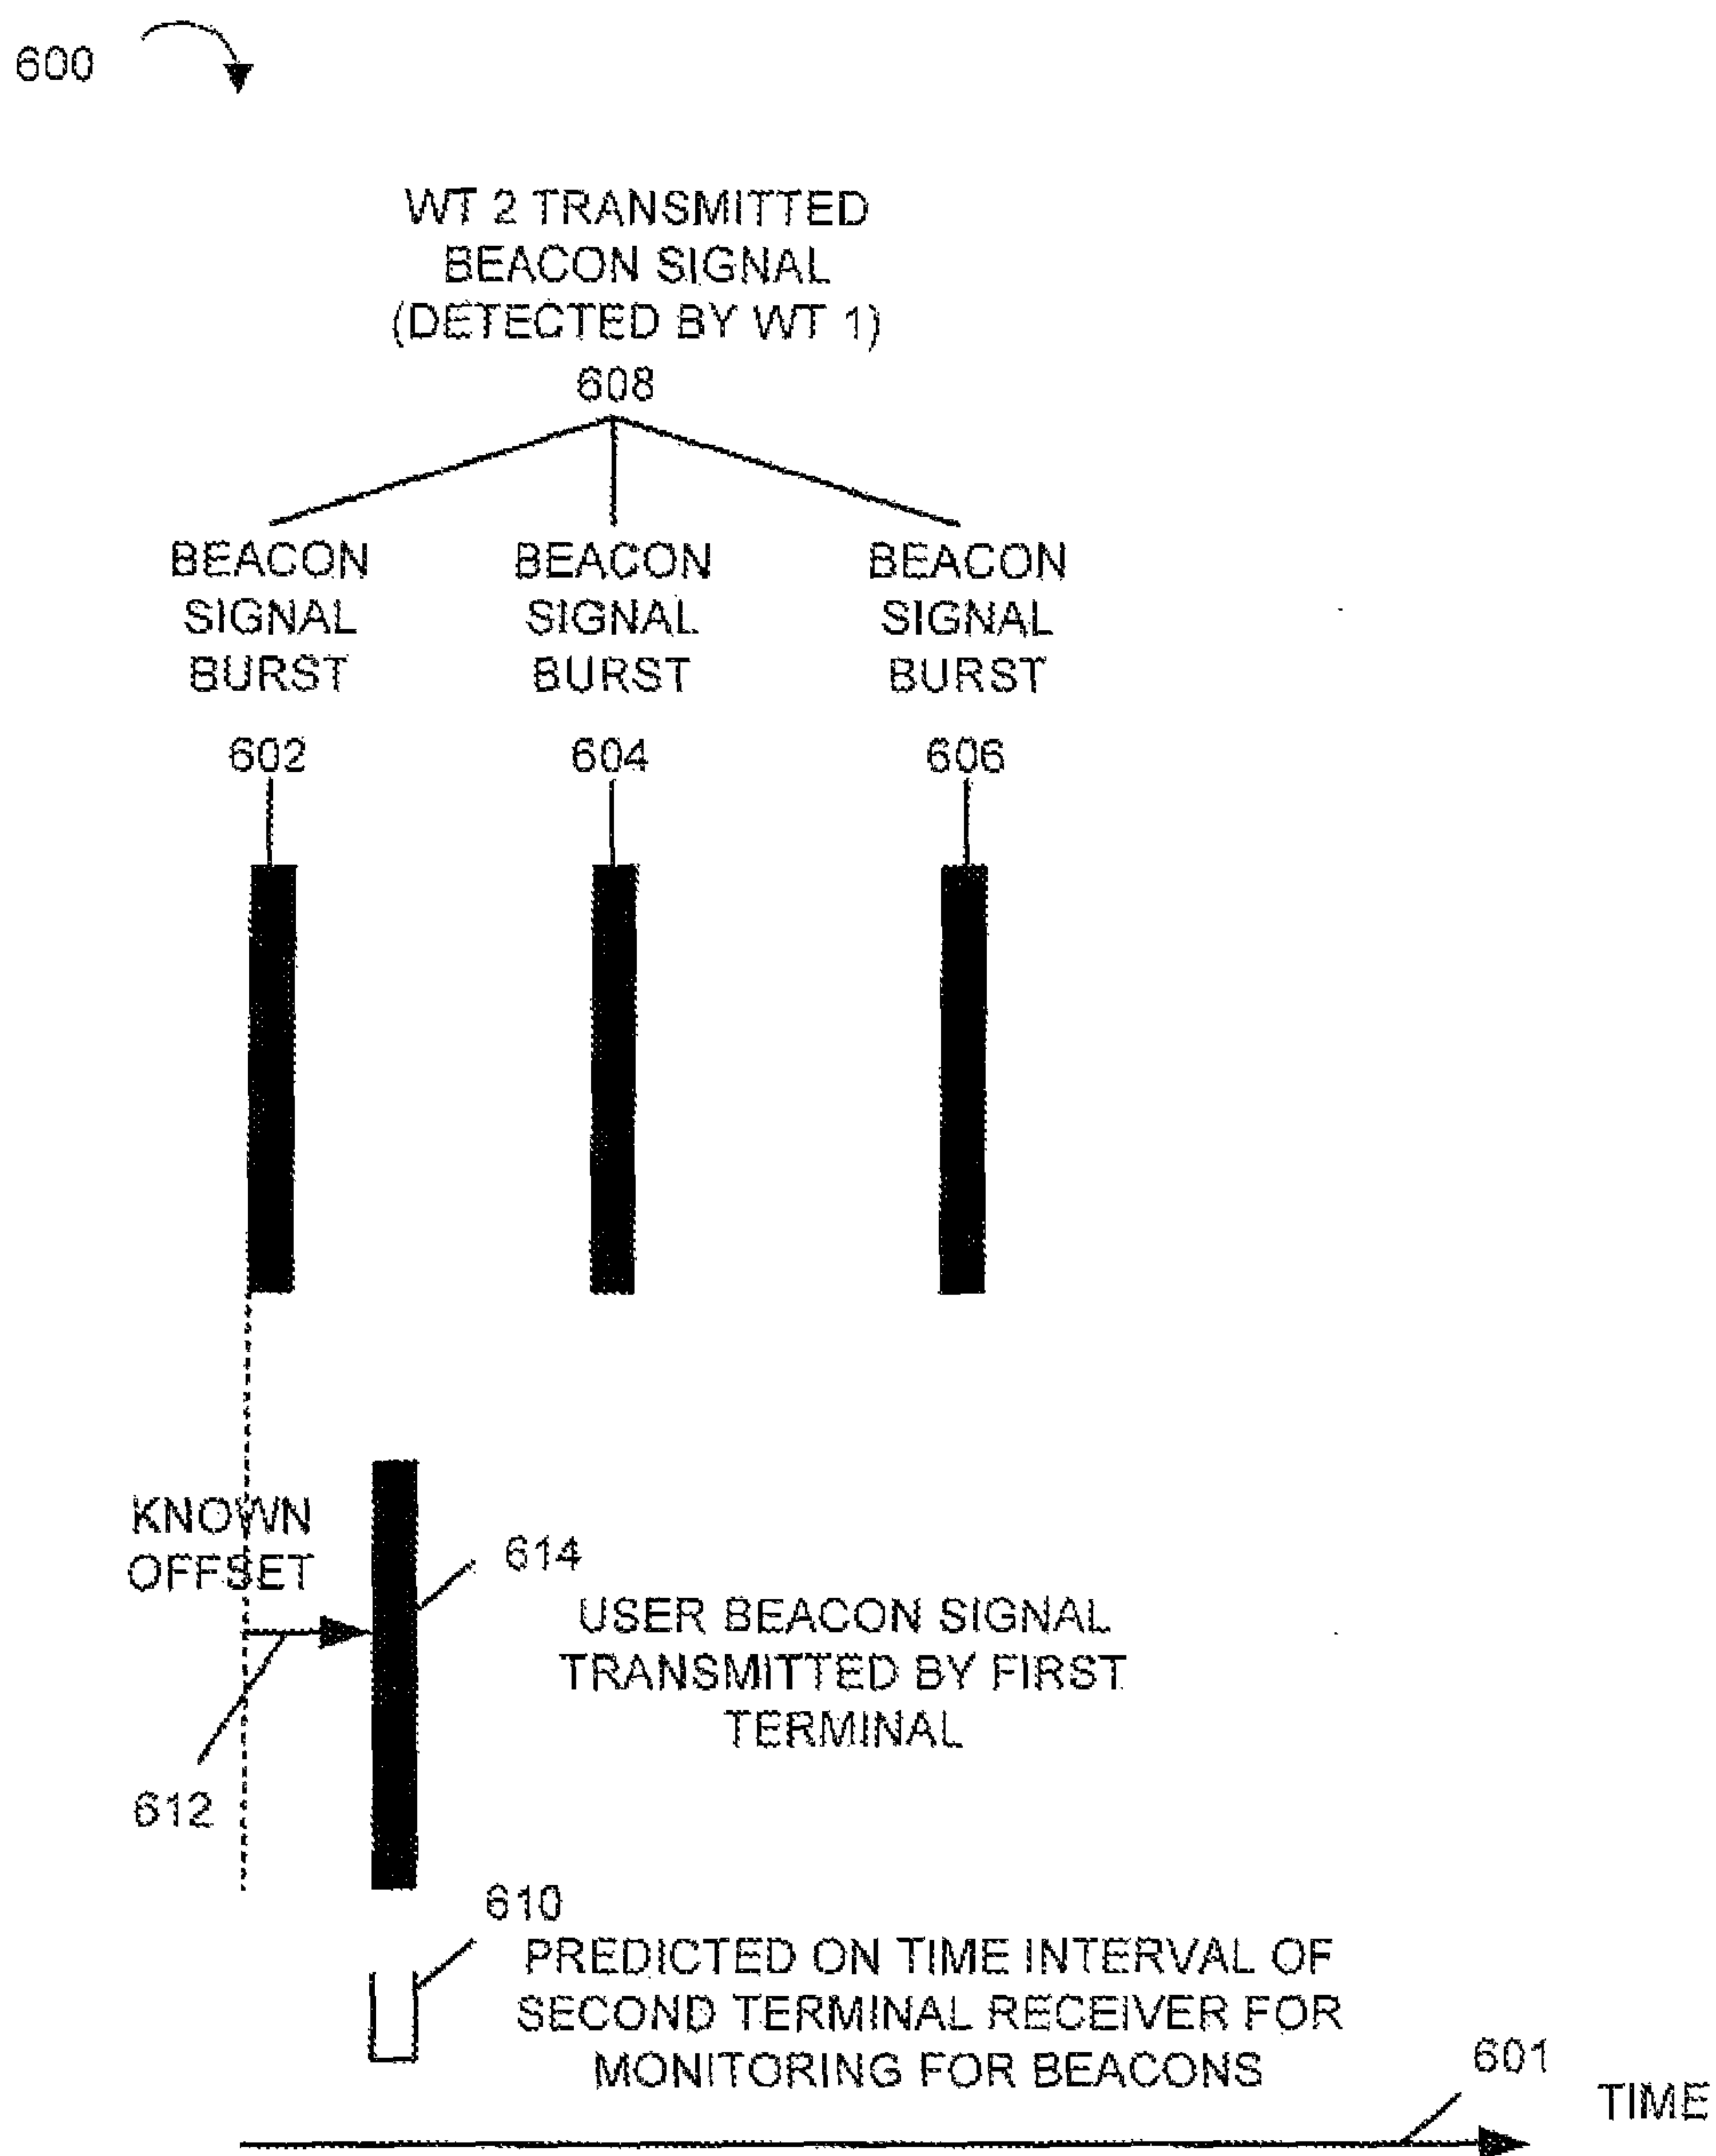 600
WT 2 TRANSMITTED
BEACON SIGNAL
(DETECTED BY WT 1)
608
BEACON SIGNAL BURST
BEACON SIGNAL BURST
BEACON SIGNAL BURST
602
604
606
KNOWN
OFFSET
612
614
USER BEACON SIGNAL
TRANSMITTED BY FIRST
TERMINAL
610
PREDICTED ON TIME INTERVAL OF
SECOND TERMINAL RECEIVER FOR
MONITORING FOR BEACONS
601
TIME